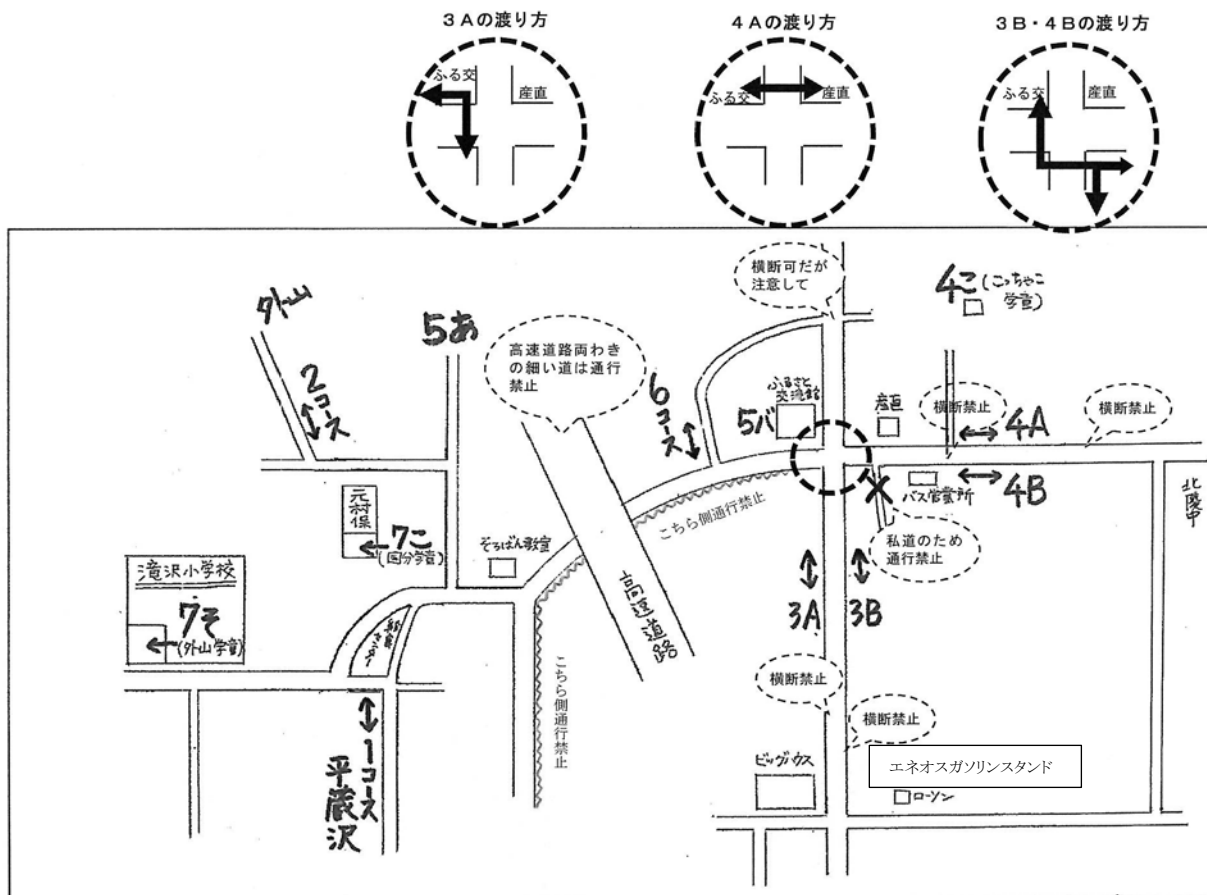 3Aの渡り方
4Aの渡り方
3B・4Bの渡り方
ふる交
産直
ふる交
産直
ふる交
産直
横断可だが
注意して
4こ(こっちゃこ
学童)
外山
5あ
高速道路両わき
の細い道は通行
禁止
2コース
6コース
ふるさと
交流館
5バ
産直
横断禁止
横断禁止
4A
4B
バス営業所
北陵中
元村保
7こ
(国分学童)
そろばん教室
こちら側通行禁止
私道のため
通行禁止
滝沢小学校
7そ
(外山学童)
高速道路
3A
3B
こちら側通行禁止
横断禁止
横断禁止
1コース
平蔵沢
ビッグハウス
エネオスガソリンスタンド
ローソン